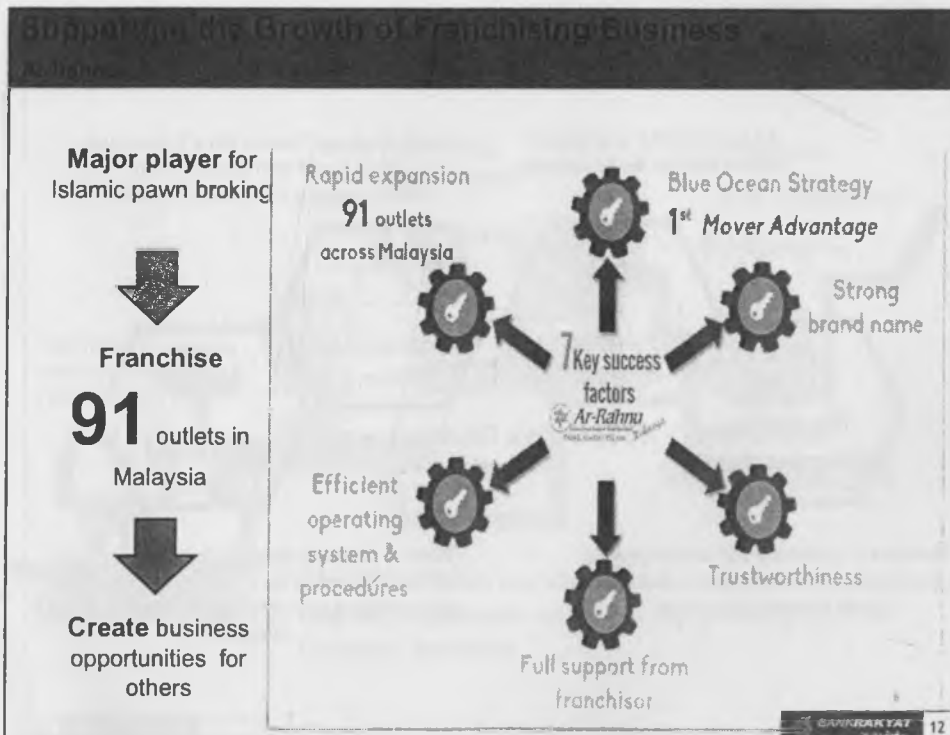 Supporting the Growth of Franchising Business
Ar-Rahnu
Major player for
Islamic pawn broking
Franchise
91 outlets in
Malaysia
Create business
opportunities for
others
Rapid expansion
91 outlets
across Malaysia
Blue Ocean Strategy
1st Mover Advantage
Strong
brand name
7 Key success
factors
Ar-Rahnu
Efficient
operating
system &
procedures
Trustworthiness
Full support from
franchisor
BANK RAKYAT
12